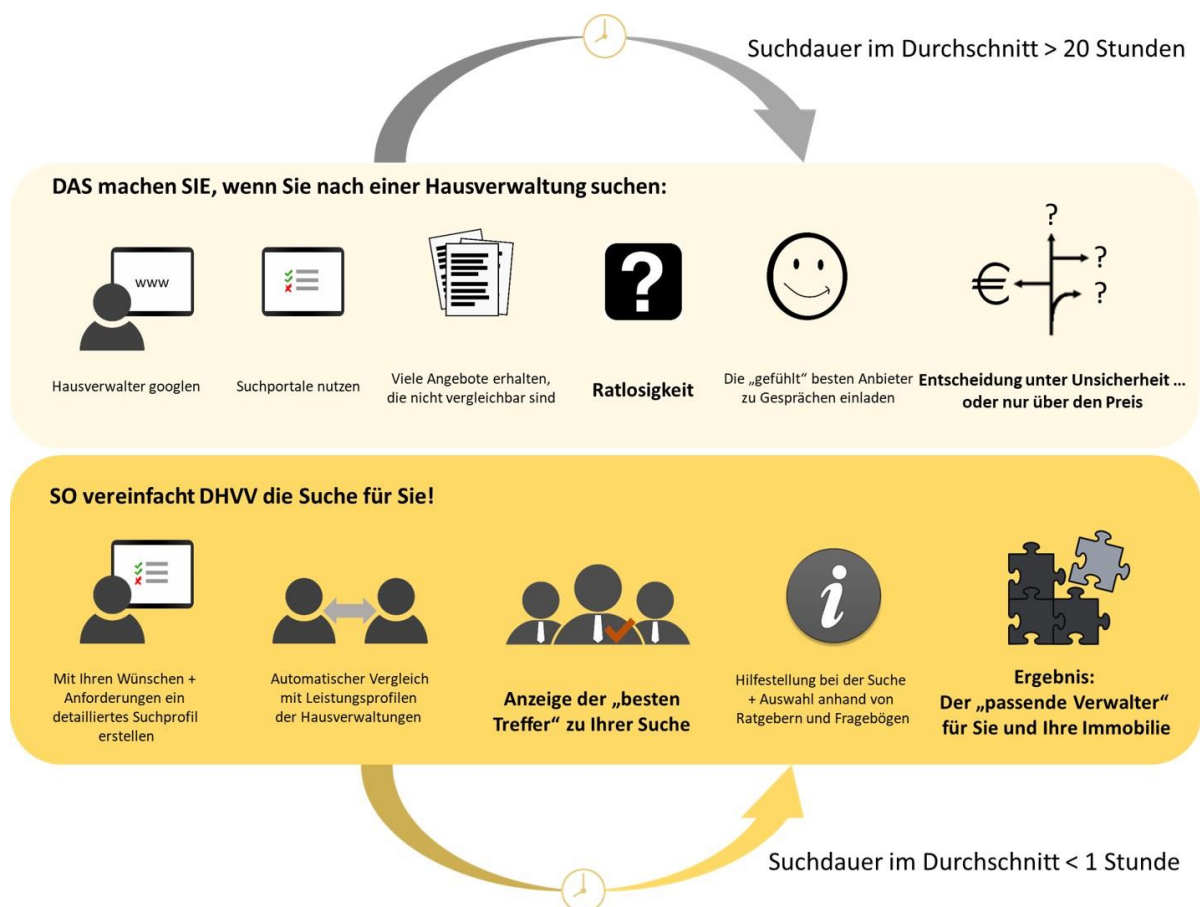 Suchdauer im Durchschnitt > 20 Stunden
DAS machen SIE, wenn Sie nach einer Hausverwaltung suchen:
www
?
?
?
?
€
Hausverwalter googlen
Suchportale nutzen
Viele Angebote erhalten,
die nicht vergleichbar sind
Ratlosigkeit
Die „gefühlt“ besten Anbieter
zu Gesprächen einladen
Entscheidung unter Unsicherheit ...
oder nur über den Preis
SO vereinfacht DHVV die Suche für Sie!
i
Mit Ihren Wünschen +
Anforderungen ein
detailliertes Suchprofil
erstellen
Automatischer Vergleich
mit Leistungsprofilen
der Hausverwaltungen
Anzeige der „besten
Treffer“ zu Ihrer Suche
Hilfestellung bei der Suche
+ Auswahl anhand von
Ratgebern und Fragebögen
Ergebnis:
Der „passende Verwalter“
für Sie und Ihre Immobilie
Suchdauer im Durchschnitt < 1 Stunde